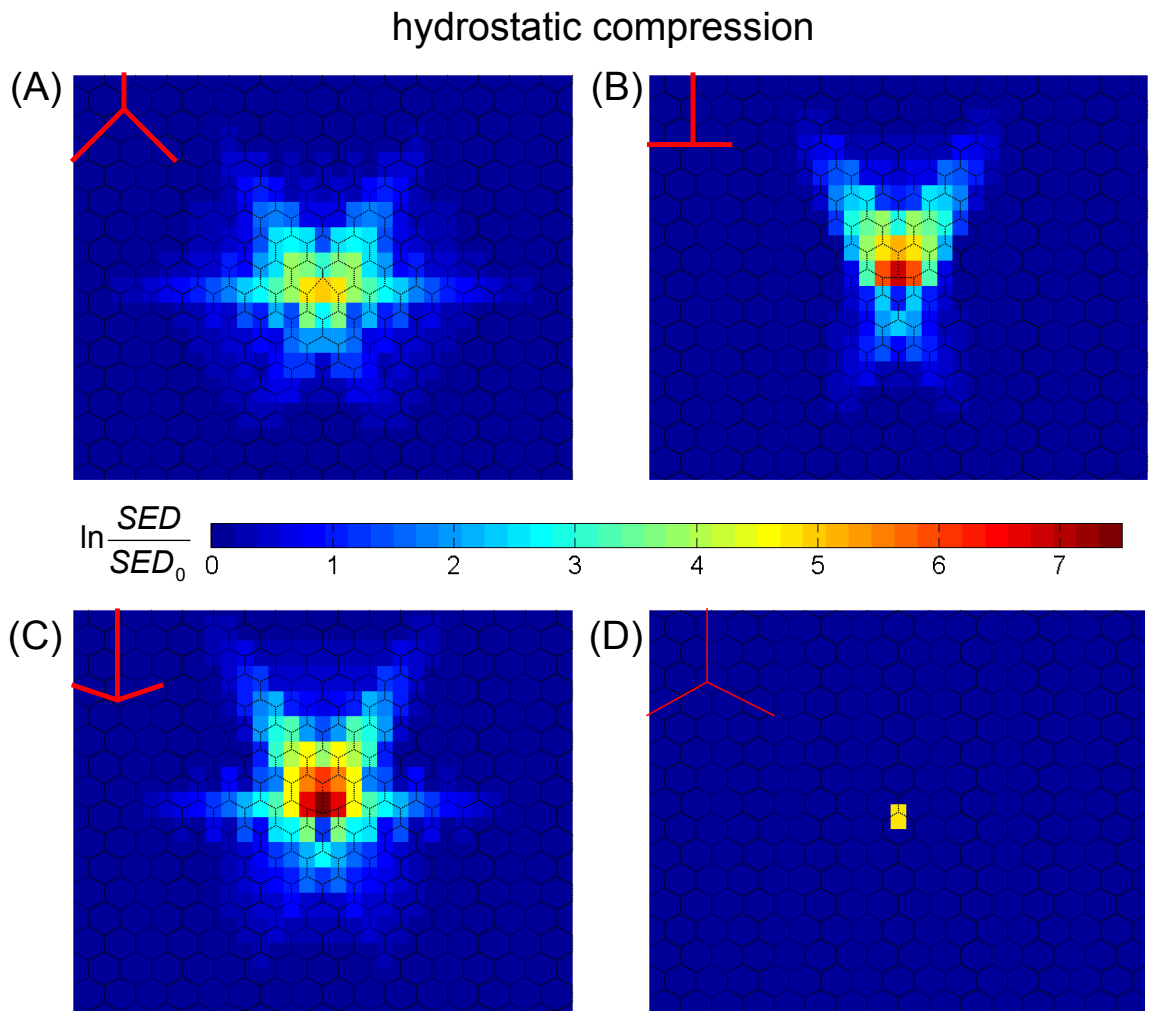 hydrostatic compression
(A)
(B)
ln SED
SED0
0 1 2 3 4 5 6 7
(C)
(D)